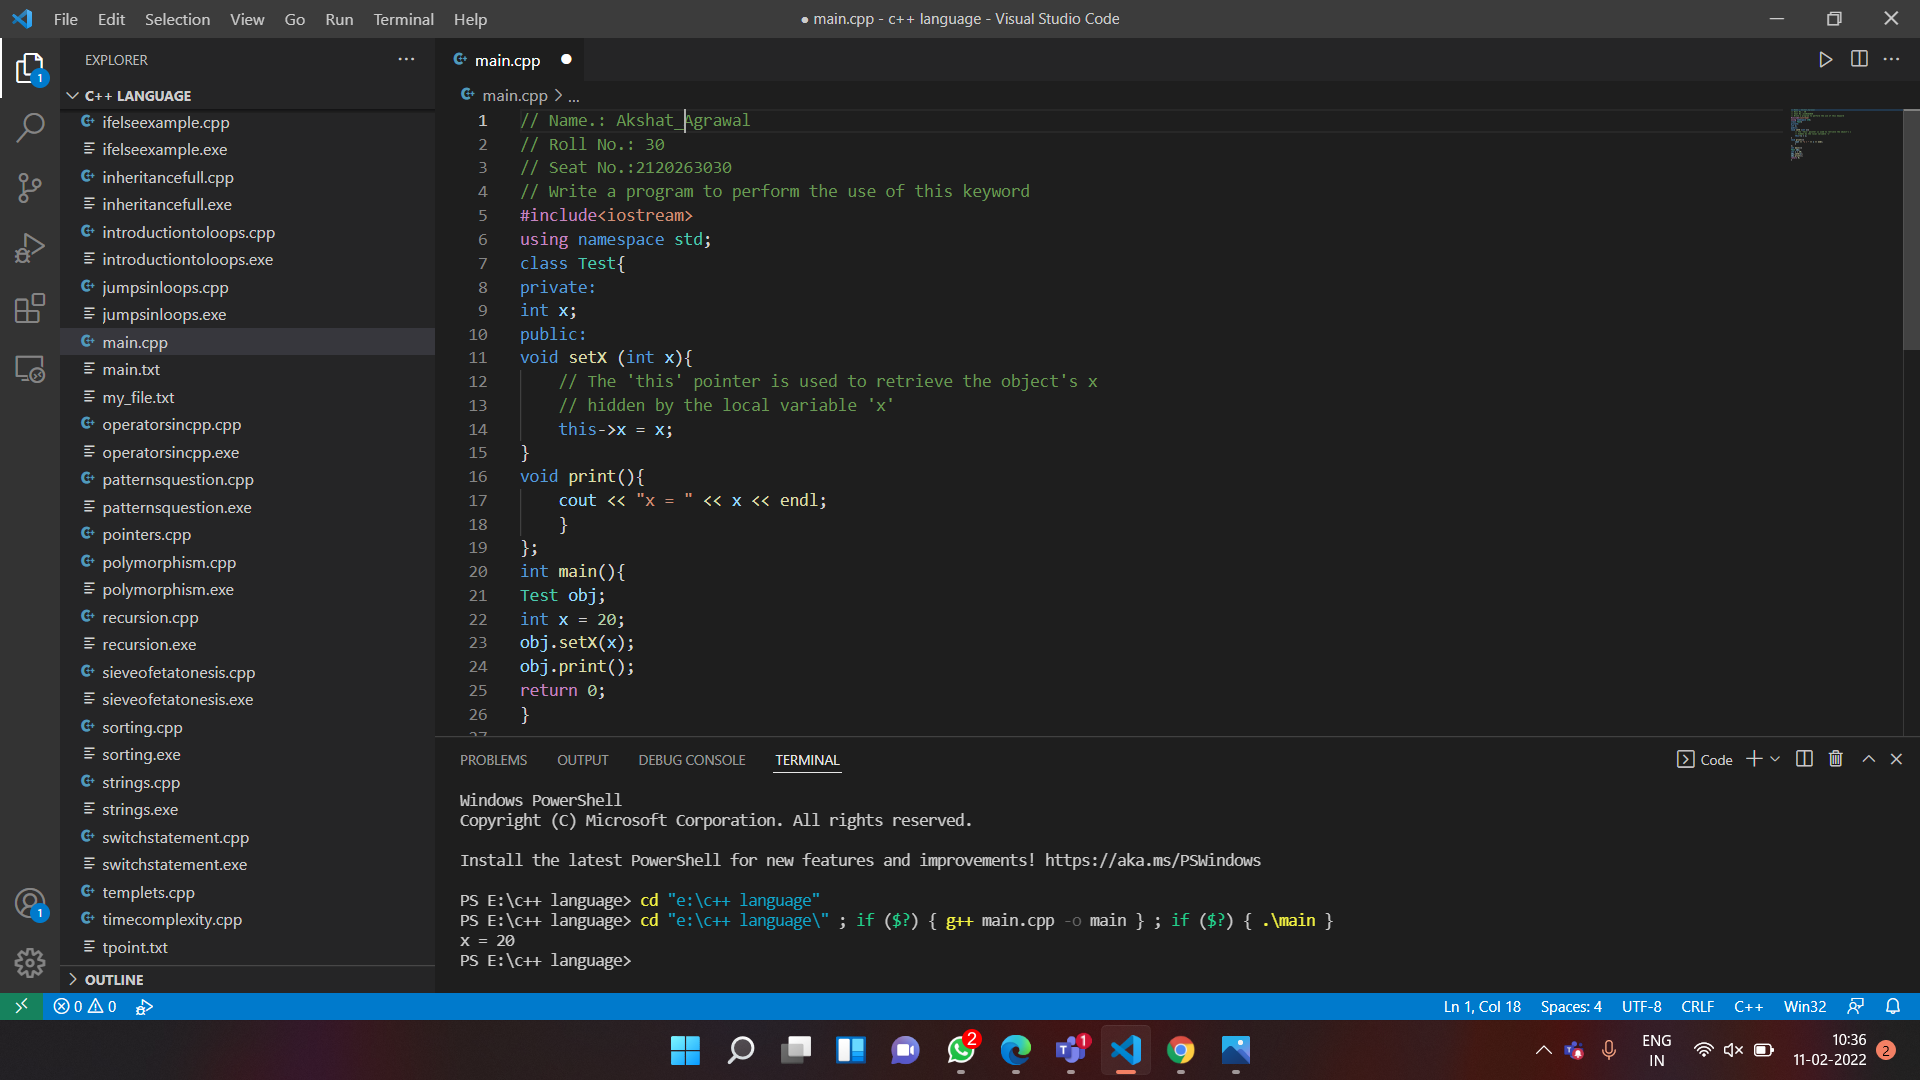 File Edit Selection View Go Run Terminal Help
● main.cpp - c++ language - Visual Studio Code
EXPLORER
C++ LANGUAGE
ifelseexample.cpp
ifelseexample.exe
inheritancefull.cpp
inheritancefull.exe
introductiontoloops.cpp
introductiontoloops.exe
jumpsinloops.cpp
jumpsinloops.exe
main.cpp
main.txt
my_file.txt
operatorsincpp.cpp
operatorsincpp.exe
patternsquestion.cpp
patternsquestion.exe
pointers.cpp
polymorphism.cpp
polymorphism.exe
recursion.cpp
recursion.exe
sieveofetatonesis.cpp
sieveofetatonesis.exe
sorting.cpp
sorting.exe
strings.cpp
strings.exe
switchstatement.cpp
switchstatement.exe
templets.cpp
timecomplexity.cpp
tpoint.txt
OUTLINE
1
1
main.cpp
main.cpp > ...
1 // Name.: Akshat_Agrawal
2 // Roll No.: 30
3 // Seat No.:2120263030
4 // Write a program to perform the use of this keyword
5 #include<iostream>
6 using namespace std;
7 class Test{
8 private:
9 int x;
10 public:
11 void setX (int x){
12     // The 'this' pointer is used to retrieve the object's x
13     // hidden by the local variable 'x'
14     this->x = x;
15 }
16 void print(){
17     cout << "x = " << x << endl;
18     }
19 };
20 int main(){
21 Test obj;
22 int x = 20;
23 obj.setX(x);
24 obj.print();
25 return 0;
26 }
27
PROBLEMS OUTPUT DEBUG CONSOLE TERMINAL
Code
Windows PowerShell
Copyright (C) Microsoft Corporation. All rights reserved.
Install the latest PowerShell for new features and improvements! https://aka.ms/PSWindows
PS E:\c++ language> cd "e:\c++ language"
PS E:\c++ language> cd "e:\c++ language\" ; if ($?) { g++ main.cpp -o main } ; if ($?) { .\main }
x = 20
PS E:\c++ language>
0 0
Ln 1, Col 18 Spaces: 4 UTF-8 CRLF C++ Win32
2
1
ENG
IN
10:36
11-02-2022
2